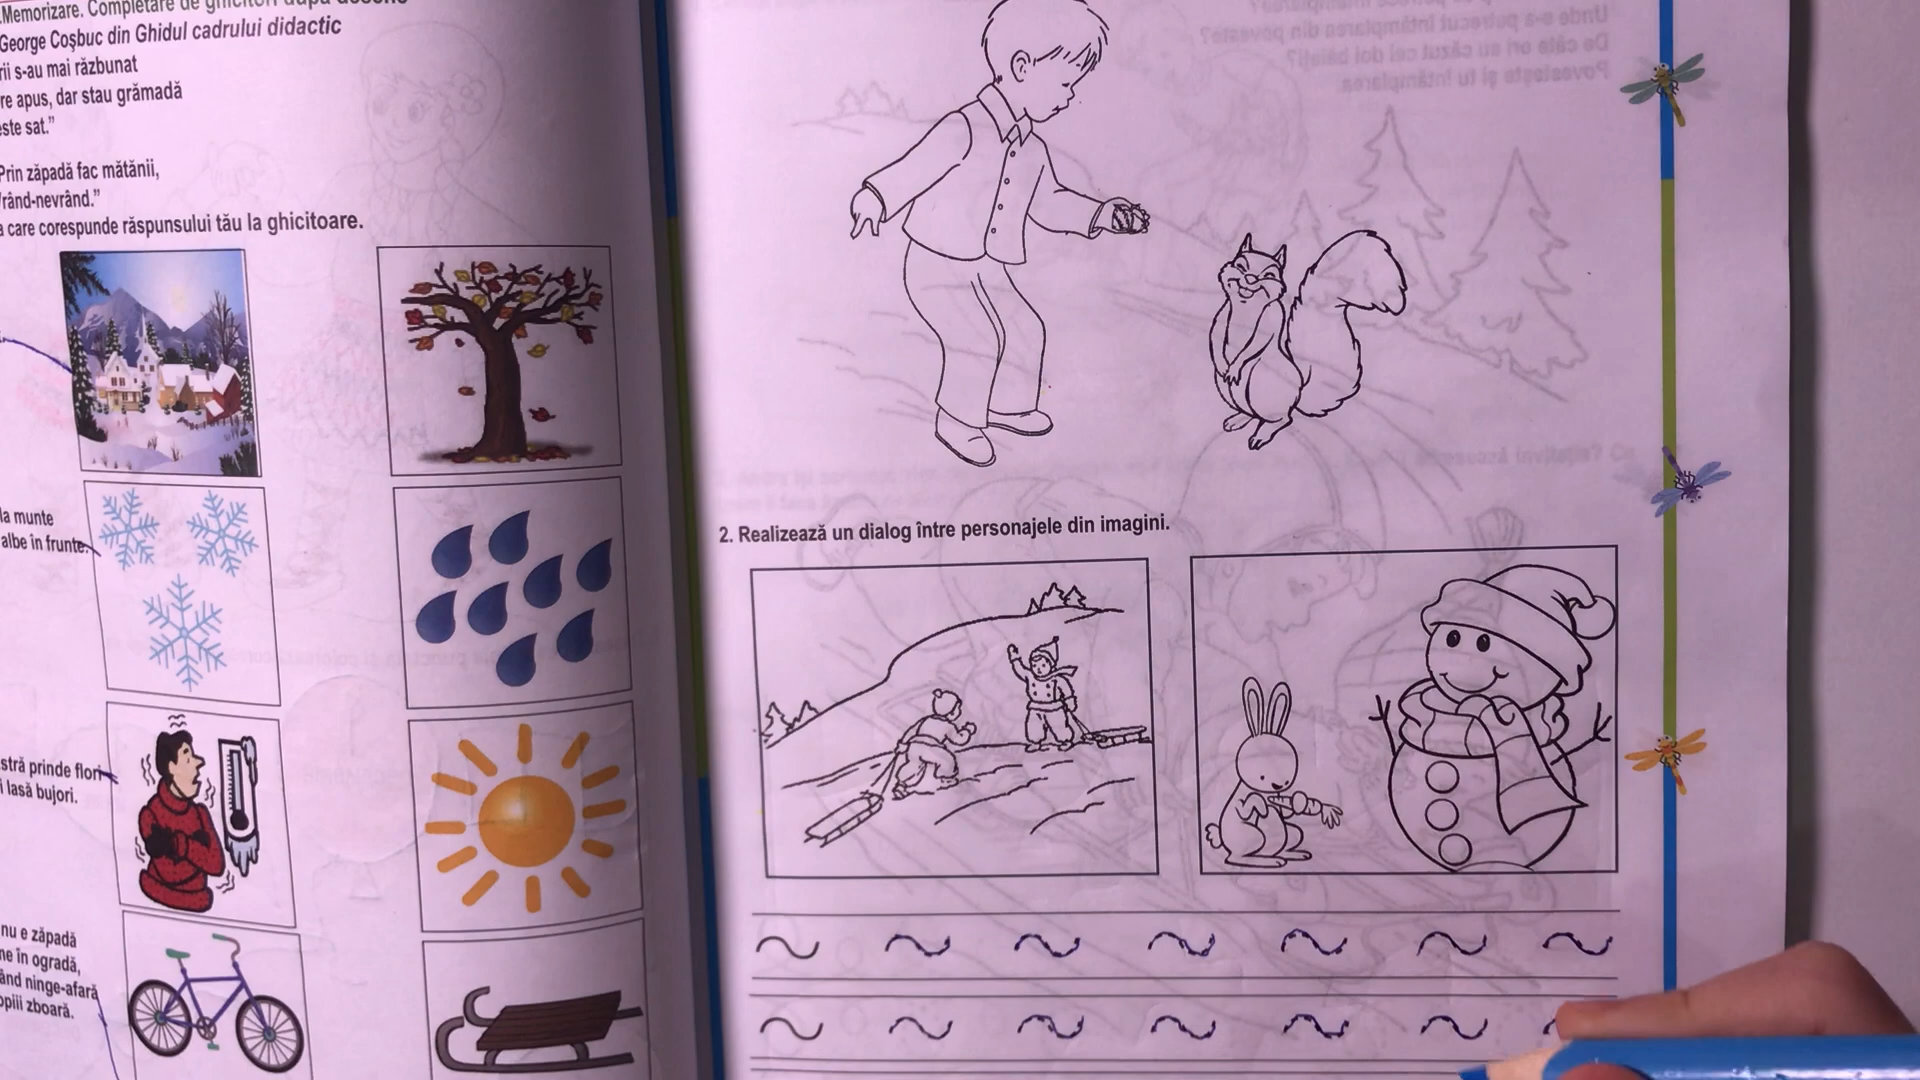 Memorizare. Completare de ghicitori după desene
George Coşbuc din Ghidul cadrului didactic
rii s-au mai răzbunat
re apus, dar stau grămadă
este sat.”
Prin zăpadă fac mătănii,
rând-nevrând.”
care corespunde răspunsului tău la ghicitoare.
la munte
albe în frunte.
stră prinde flori
i lasă bujori.
nu e zăpadă
ne în ogradă,
ând ninge-afară
opiii zboară.
2. Realizează un dialog între personajele din imagini.